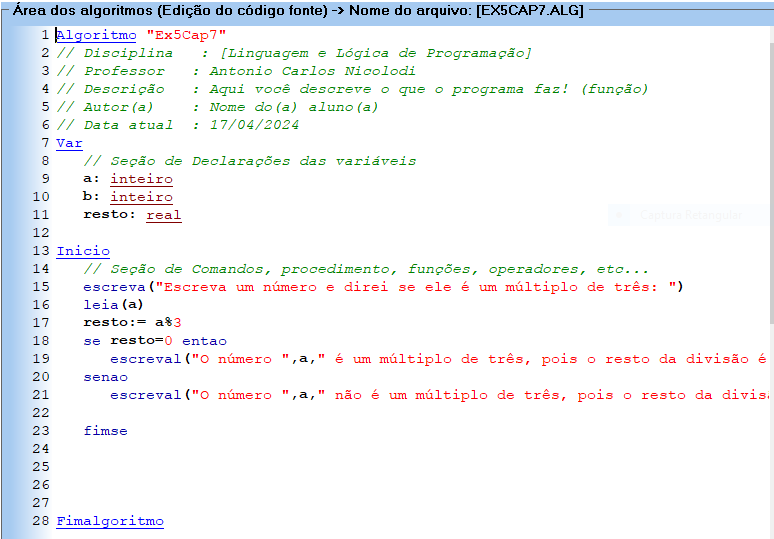 Área dos algoritmos (Edição do código fonte) -> Nome do arquivo: [EX5CAP7.ALG]
1 Algoritmo "Ex5Cap7"
2 // Disciplina   : [Linguagem e Lógica de Programação]
3 // Professor   : Antonio Carlos Nicolodi
4 // Descrição   : Aqui você descreve o que o programa faz! (função)
5 // Autor(a)    : Nome do(a) aluno(a)
6 // Data atual  : 17/04/2024
7 Var
8    // Seção de Declarações das variáveis
9    a: inteiro
10    b: inteiro
11    resto: real
12
13 Inicio
14    // Seção de Comandos, procedimento, funções, operadores, etc...
15    escreva("Escreva um número e direi se ele é um múltiplo de três: ")
16    leia(a)
17    resto:= a%3
18    se resto=0 entao
19       escreval("O número ",a," é um múltiplo de três, pois o resto da divisão é
20    senao
21       escreval("O número ",a," não é um múltiplo de três, pois o resto da divis
22
23    fimse
24
25
26
27
28 Fimalgoritmo